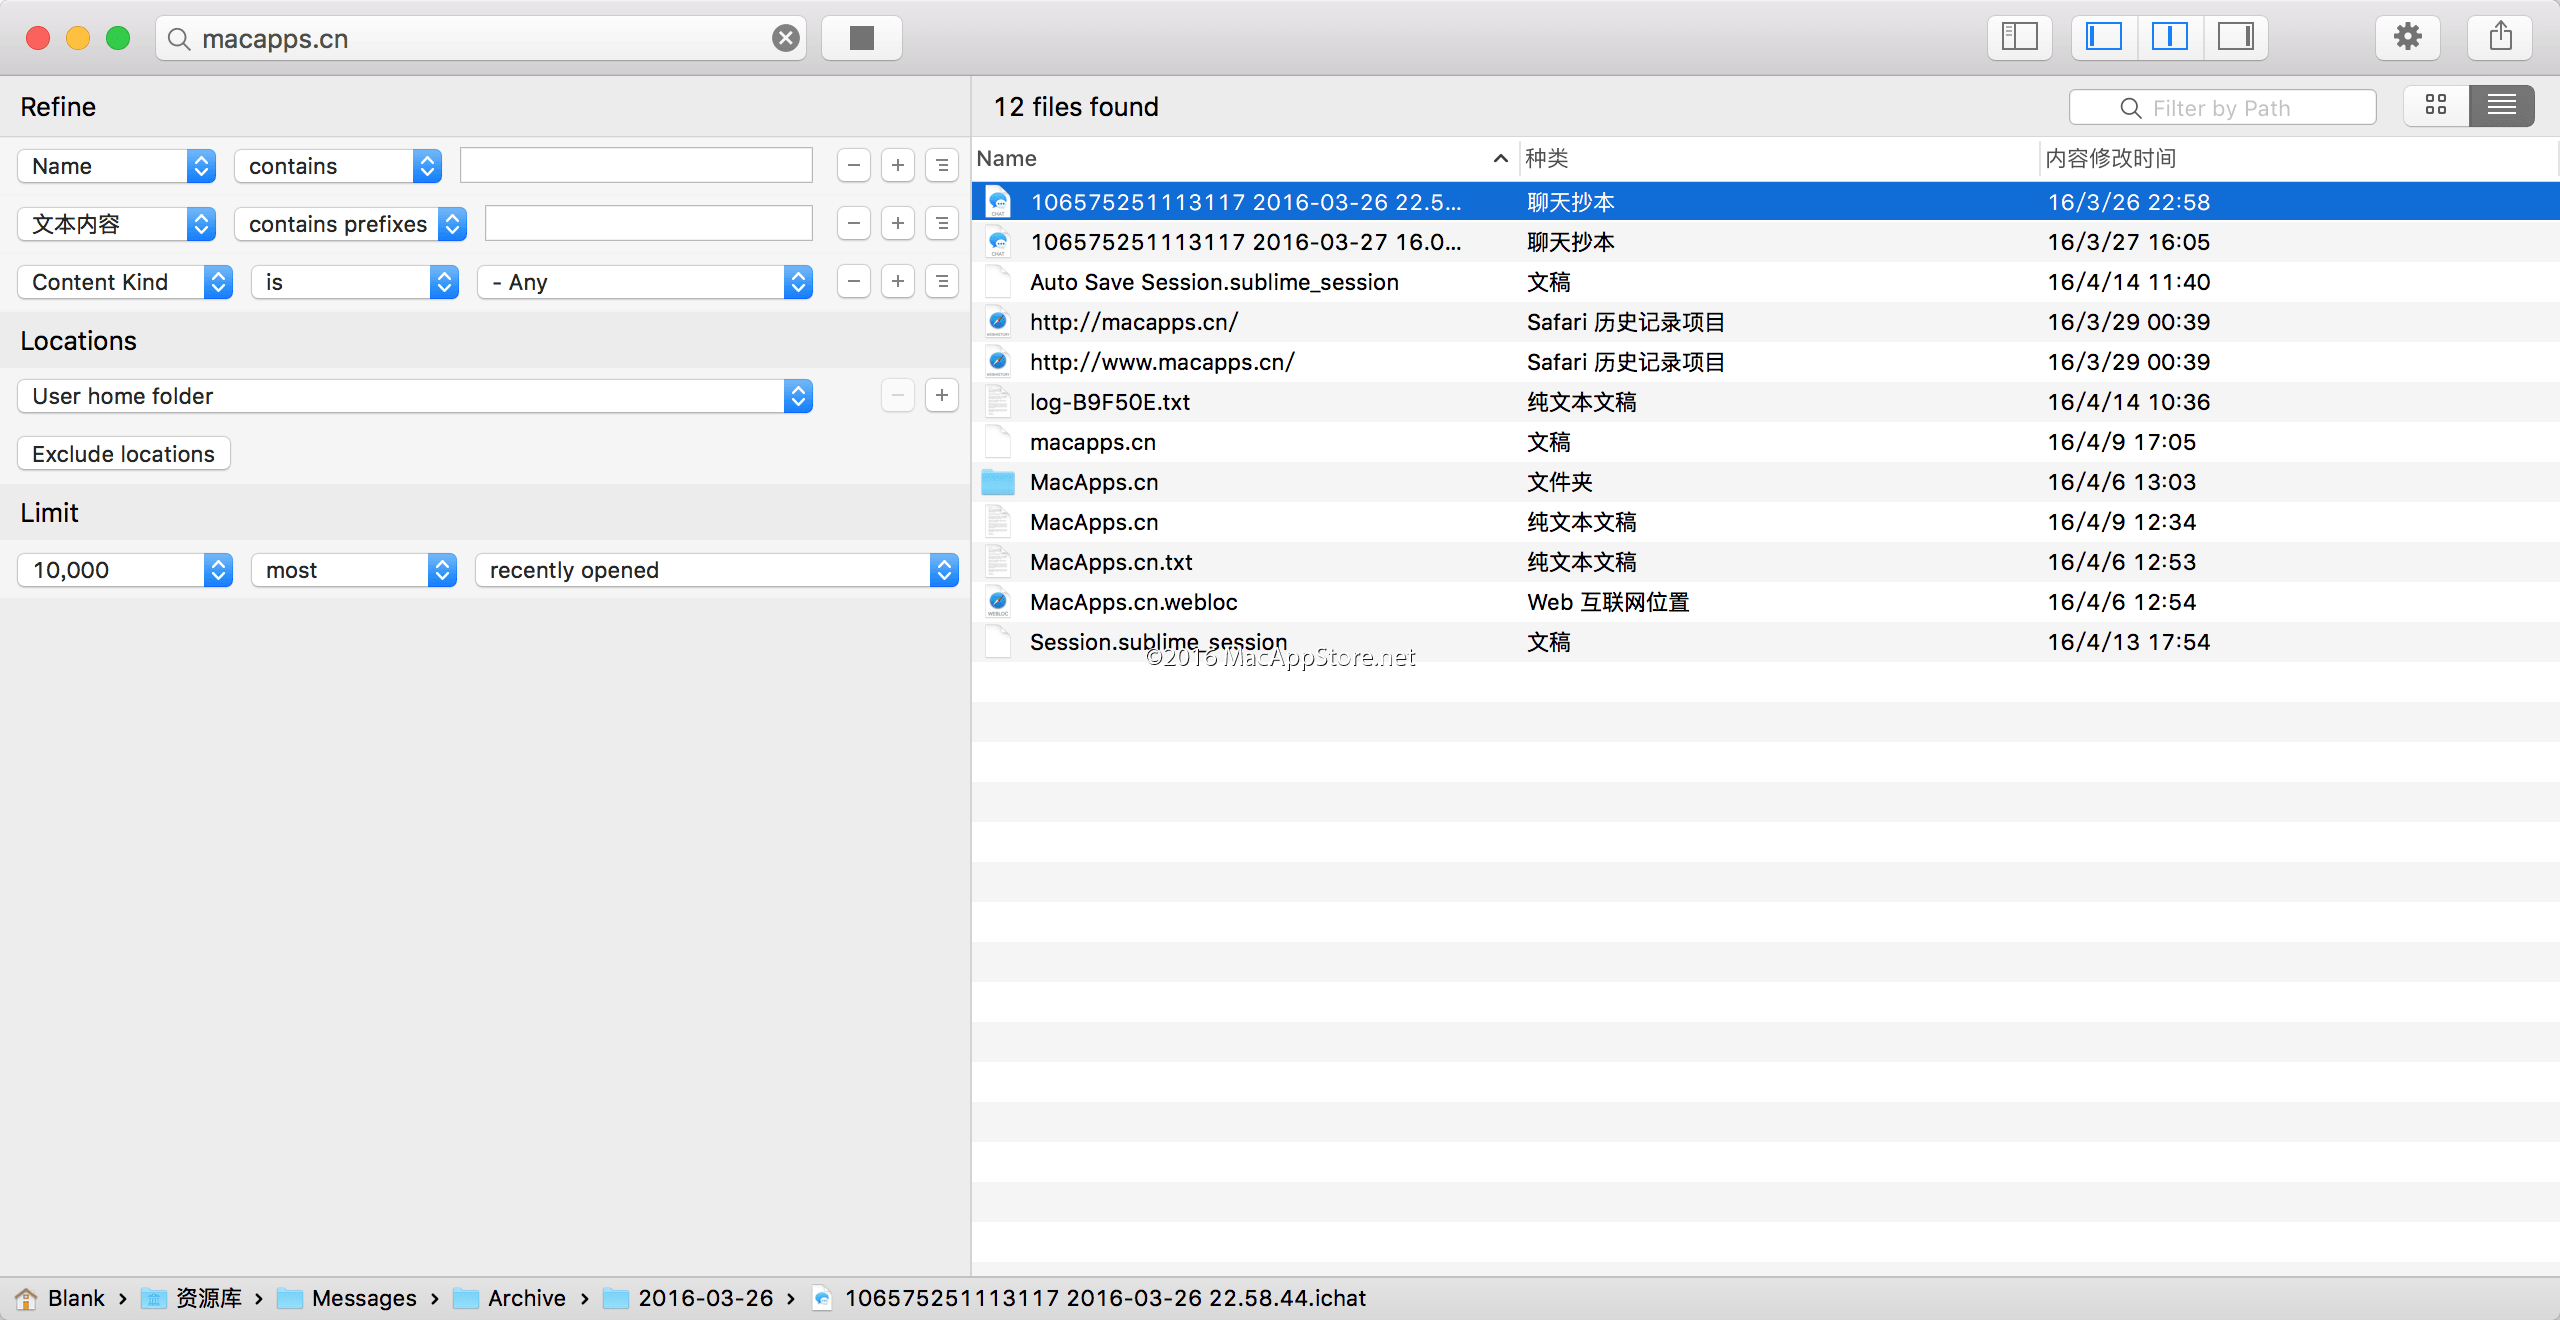 macapps.cn
Refine
12 files found
Filter by Path
Name contains
文本内容 contains prefixes
Content Kind is - Any
Locations
User home folder
Exclude locations
Limit
10,000 most recently opened
Name 种类 内容修改时间
106575251113117 2016-03-26 22.5... 聊天抄本 16/3/26 22:58
106575251113117 2016-03-27 16.0... 聊天抄本 16/3/27 16:05
Auto Save Session.sublime_session 文稿 16/4/14 11:40
http://macapps.cn/ Safari 历史记录项目 16/3/29 00:39
http://www.macapps.cn/ Safari 历史记录项目 16/3/29 00:39
log-B9F50E.txt 纯文本文稿 16/4/14 10:36
macapps.cn 文稿 16/4/9 17:05
MacApps.cn 文件夹 16/4/6 13:03
MacApps.cn 纯文本文稿 16/4/9 12:34
MacApps.cn.txt 纯文本文稿 16/4/6 12:53
MacApps.cn.webloc Web 互联网位置 16/4/6 12:54
Session.sublime_session 文稿 16/4/13 17:54
©2016 MacAppStore.net
Blank › 资源库 › Messages › Archive › 2016-03-26 › 106575251113117 2016-03-26 22.58.44.ichat